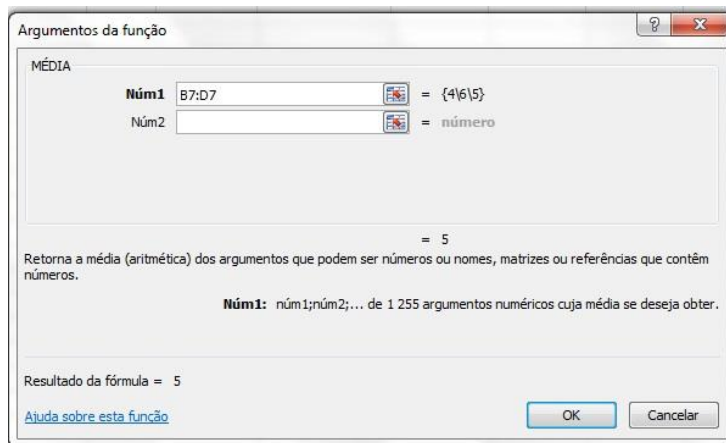 Argumentos da função
MÉDIA
Núm1 B7:D7 = {4\6\5}
Núm2 = número
= 5
Retorna a média (aritmética) dos argumentos que podem ser números ou nomes, matrizes ou referências que contêm
números.
Núm1: núm1;núm2;... de 1 255 argumentos numéricos cuja média se deseja obter.
Resultado da fórmula = 5
Ajuda sobre esta função
OK
Cancelar